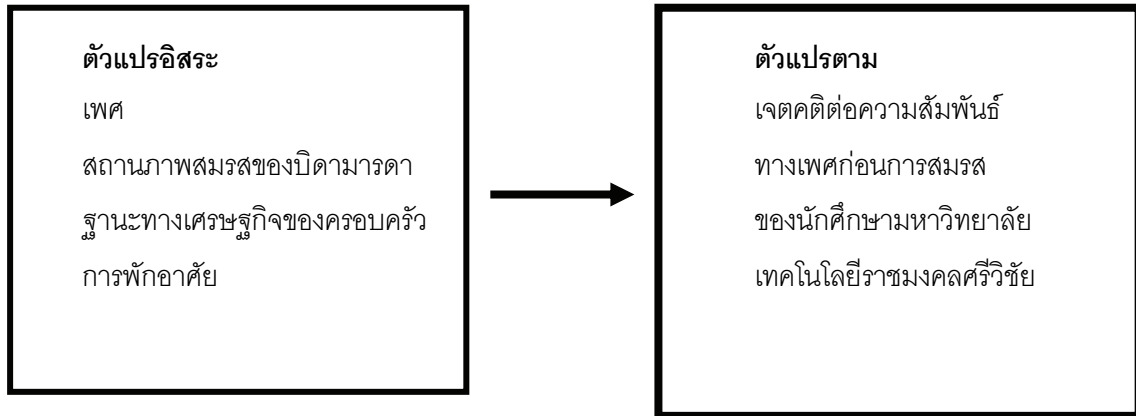 ตัวแปรอิสระ
เพศ
สถานภาพสมรสของบิดามารดา
ฐานะทางเศรษฐกิจของครอบครัว
การพักอาศัย
ตัวแปรตาม
เจตคติต่อความสัมพันธ์
ทางเพศก่อนการสมรส
ของนักศึกษามหาวิทยาลัย
เทคโนโลยีราชมงคลศรีวิชัย